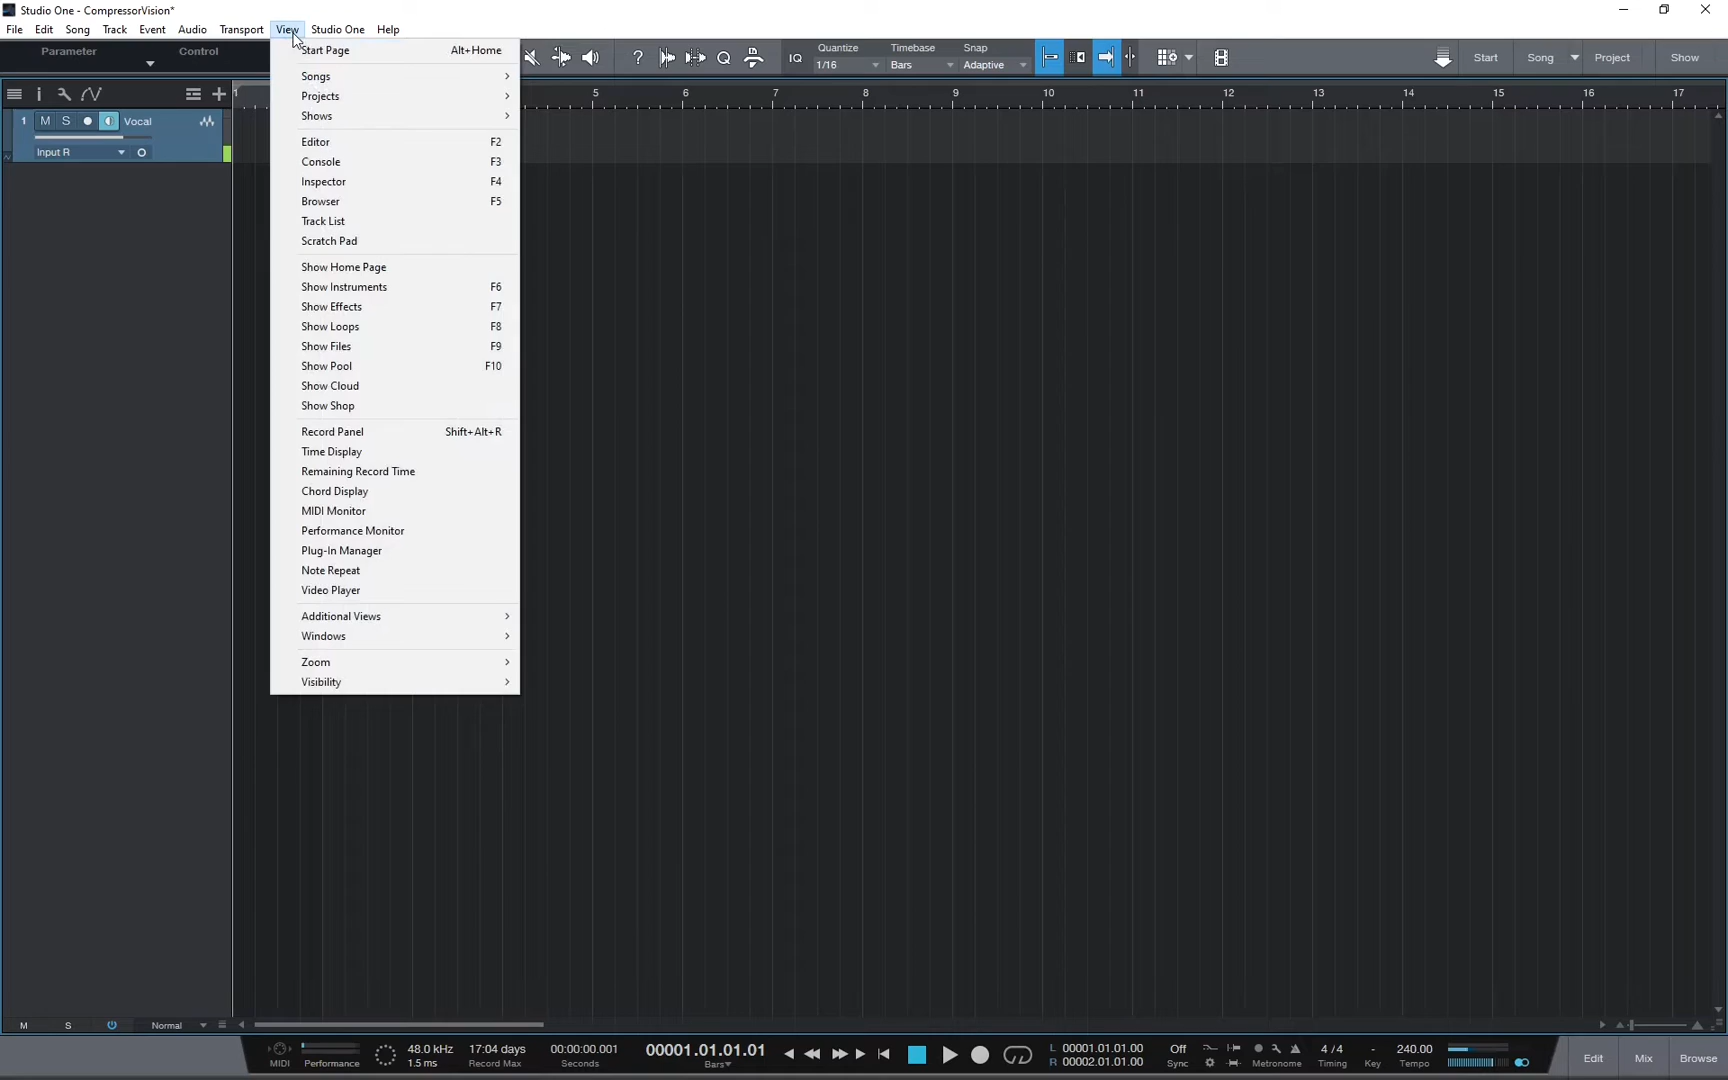 Studio One - CompressorVision*
File Edit Song Track Event Audio Transport View Studio One Help
Parameter Control
? Q IQ Quantize 1/16 Timebase Bars Snap Adaptive Start Song Project Show
Start Page Alt+Home
Songs
Projects
Shows
Editor F2
Console F3
Inspector F4
Browser F5
Track List
Scratch Pad
Show Home Page
Show Instruments F6
Show Effects F7
Show Loops F8
Show Files F9
Show Pool F10
Show Cloud
Show Shop
Record Panel Shift+Alt+R
Time Display
Remaining Record Time
Chord Display
MIDI Monitor
Performance Monitor
Plug-In Manager
Note Repeat
Video Player
Additional Views
Windows
Zoom
Visibility
i 1 5 6 7 8 9 10 11 12 13 14 15 16 17
1 M S Vocal
Input R
M S Normal
MIDI Performance
48.0 kHz 17:04 days 00:00:00.001 00001.01.01.01 L 00001.01.01.00 Off 4 / 4 - 240.00
1.5 ms Record Max Seconds Bars R 00002.01.01.00 Sync Metronome Timing Key Tempo
Edit Mix Browse